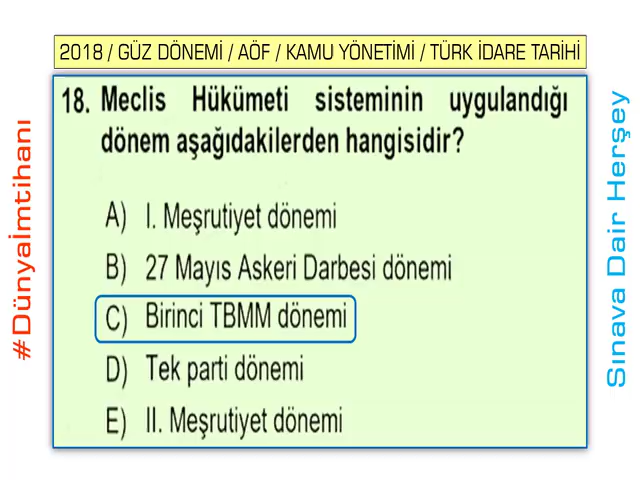 2018 / GÜZ DÖNEMİ / AÖF / KAMU YÖNETİMİ / TÜRK İDARE TARİHİ
#Dünyaİmtihanı
18. Meclis Hükümeti sisteminin uygulandığı
dönem aşağıdakilerden hangisidir?
A) I. Meşrutiyet dönemi
B) 27 Mayıs Askeri Darbesi dönemi
C) Birinci TBMM dönemi
D) Tek parti dönemi
E) II. Meşrutiyet dönemi
Sınava Dair Herşey